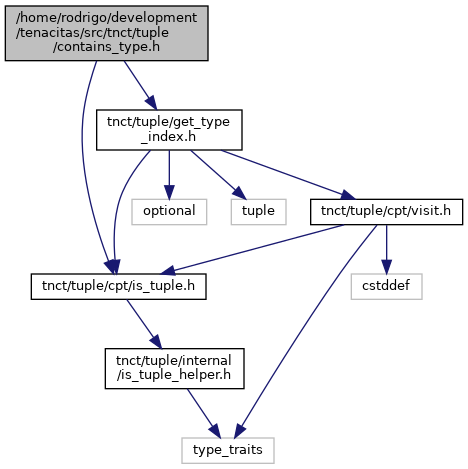 /home/rodrigo/development
/tenacitas/src/tnct/tuple
/contains_type.h
tnct/tuple/get_type
_index.h
optional
tuple
tnct/tuple/cpt/visit.h
tnct/tuple/cpt/is_tuple.h
cstddef
tnct/tuple/internal
/is_tuple_helper.h
type_traits